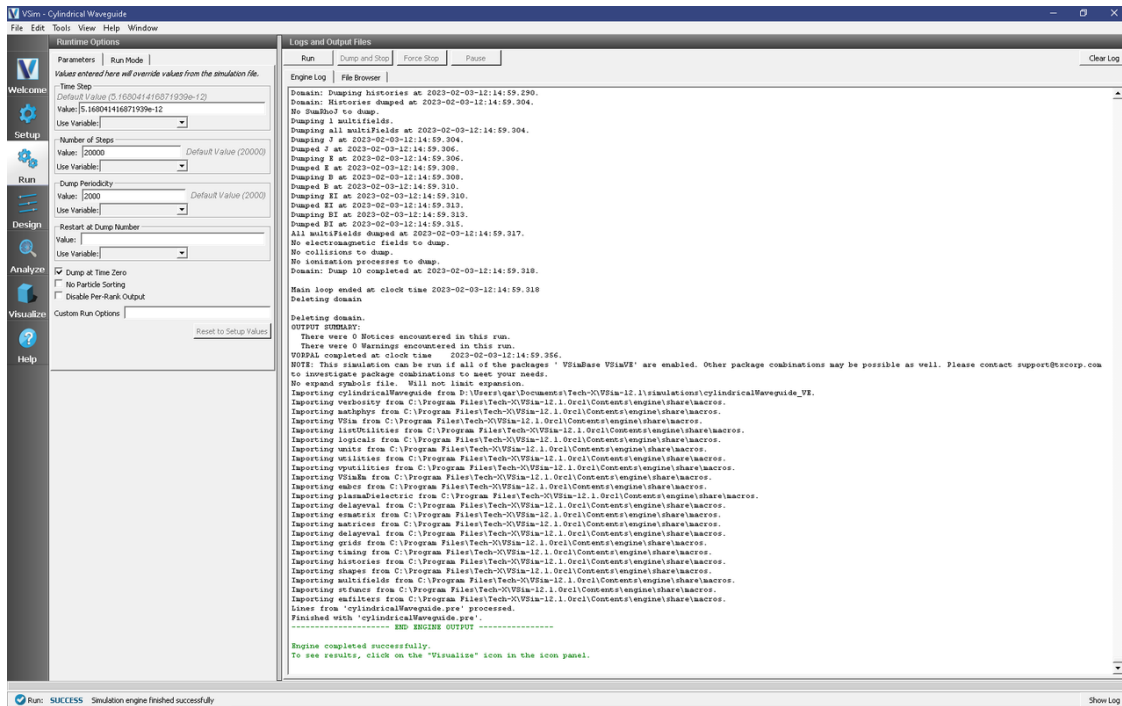 VSim - Cylindrical Waveguide
File Edit Tools View Help Window
Runtime Options
Parameters Run Mode
Values entered here will override values from the simulation file.
Time Step
Default Value (5.168041416871939e-12)
Value: 5.168041416871939e-12
Use Variable:
Number of Steps
Value: 20000 Default Value (20000)
Use Variable:
Dump Periodicity
Value: 2000 Default Value (2000)
Use Variable:
Restart at Dump Number
Value:
Use Variable:
Dump at Time Zero
No Particle Sorting
Disable Per-Rank Output
Custom Run Options
Reset to Setup Values
Welcome
Setup
Run
Design
Analyze
Visualize
Help
Logs and Output Files
Run Dump and Stop Force Stop Pause Clear Log
Engine Log File Browser
Domain: Dumping histories at 2023-02-03-12:14:59.290.
Domain: Histories dumped at 2023-02-03-12:14:59.304.
No SumRhoJ to dump.
Dumping 1 multifields.
Dumping all multiFields at 2023-02-03-12:14:59.304.
Dumping J at 2023-02-03-12:14:59.304.
Dumped J at 2023-02-03-12:14:59.306.
Dumping E at 2023-02-03-12:14:59.306.
Dumped E at 2023-02-03-12:14:59.308.
Dumping B at 2023-02-03-12:14:59.308.
Dumped B at 2023-02-03-12:14:59.310.
Dumping EI at 2023-02-03-12:14:59.310.
Dumped EI at 2023-02-03-12:14:59.313.
Dumping BI at 2023-02-03-12:14:59.313.
Dumped BI at 2023-02-03-12:14:59.315.
All multiFields dumped at 2023-02-03-12:14:59.317.
No electromagnetic fields to dump.
No collisions to dump.
No ionization processes to dump.
Domain: Dump 10 completed at 2023-02-03-12:14:59.318.
Main loop ended at clock time 2023-02-03-12:14:59.318
Deleting domain
Deleting domain.
OUTPUT SUMMARY:
There were 0 Notices encountered in this run.
There were 0 Warnings encountered in this run.
VORPAL completed at clock time 2023-02-03-12:14:59.356.
NOTE: This simulation can be run if all of the packages ' VSimBase VSimVE' are enabled. Other package combinations may be possible as well. Please contact support@txcorp.com
to investigate package combinations to meet your needs.
No expand symbols file. Will not limit expansion.
Importing cylindricalWaveguide from D:\Users\qar\Documents\Tech-X\VSim-12.1\simulations\cylindricalWaveguide_VE.
Importing verbosity from C:\Program Files\Tech-X\VSim-12.1.0rc1\Contents\engine\share\macros.
Importing mathphys from C:\Program Files\Tech-X\VSim-12.1.0rc1\Contents\engine\share\macros.
Importing VSim from C:\Program Files\Tech-X\VSim-12.1.0rc1\Contents\engine\share\macros.
Importing listUtilities from C:\Program Files\Tech-X\VSim-12.1.0rc1\Contents\engine\share\macros.
Importing logicals from C:\Program Files\Tech-X\VSim-12.1.0rc1\Contents\engine\share\macros.
Importing units from C:\Program Files\Tech-X\VSim-12.1.0rc1\Contents\engine\share\macros.
Importing utilities from C:\Program Files\Tech-X\VSim-12.1.0rc1\Contents\engine\share\macros.
Importing vputilities from C:\Program Files\Tech-X\VSim-12.1.0rc1\Contents\engine\share\macros.
Importing VSimEm from C:\Program Files\Tech-X\VSim-12.1.0rc1\Contents\engine\share\macros.
Importing embcs from C:\Program Files\Tech-X\VSim-12.1.0rc1\Contents\engine\share\macros.
Importing plasmaDielectric from C:\Program Files\Tech-X\VSim-12.1.0rc1\Contents\engine\share\macros.
Importing delayeval from C:\Program Files\Tech-X\VSim-12.1.0rc1\Contents\engine\share\macros.
Importing esmatrix from C:\Program Files\Tech-X\VSim-12.1.0rc1\Contents\engine\share\macros.
Importing matrices from C:\Program Files\Tech-X\VSim-12.1.0rc1\Contents\engine\share\macros.
Importing delayeval from C:\Program Files\Tech-X\VSim-12.1.0rc1\Contents\engine\share\macros.
Importing grids from C:\Program Files\Tech-X\VSim-12.1.0rc1\Contents\engine\share\macros.
Importing timing from C:\Program Files\Tech-X\VSim-12.1.0rc1\Contents\engine\share\macros.
Importing histories from C:\Program Files\Tech-X\VSim-12.1.0rc1\Contents\engine\share\macros.
Importing shapes from C:\Program Files\Tech-X\VSim-12.1.0rc1\Contents\engine\share\macros.
Importing multifields from C:\Program Files\Tech-X\VSim-12.1.0rc1\Contents\engine\share\macros.
Importing stfuncs from C:\Program Files\Tech-X\VSim-12.1.0rc1\Contents\engine\share\macros.
Importing emfilters from C:\Program Files\Tech-X\VSim-12.1.0rc1\Contents\engine\share\macros.
Lines from 'cylindricalWaveguide.pre' processed.
Finished with 'cylindricalWaveguide.pre'.
-------------------- END ENGINE OUTPUT ---------------
Engine completed successfully.
To see results, click on the "Visualize" icon in the icon panel.
Run: SUCCESS Simulation engine finished successfully Show Log